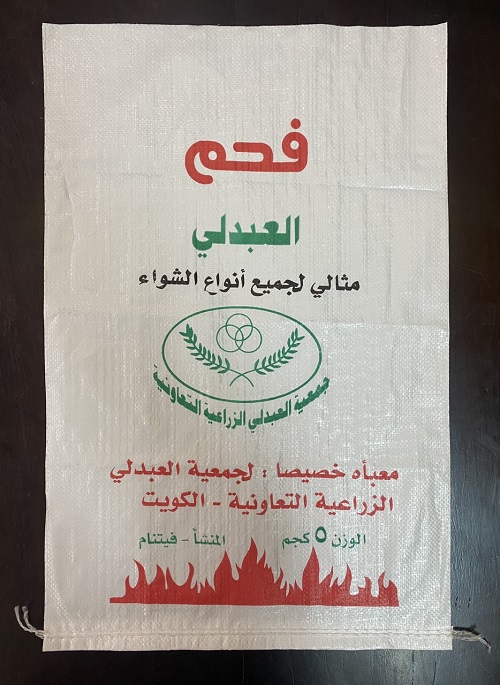 فحم
العبدلي
مثالي لجميع أنواع الشواء
جمعية العبدلي الزراعية التعاونية
معبأه خصيصا : لجمعية العبدلي
الزراعية التعاونية - الكويت
الوزن ٥ كجم المنشأ - فيتنام